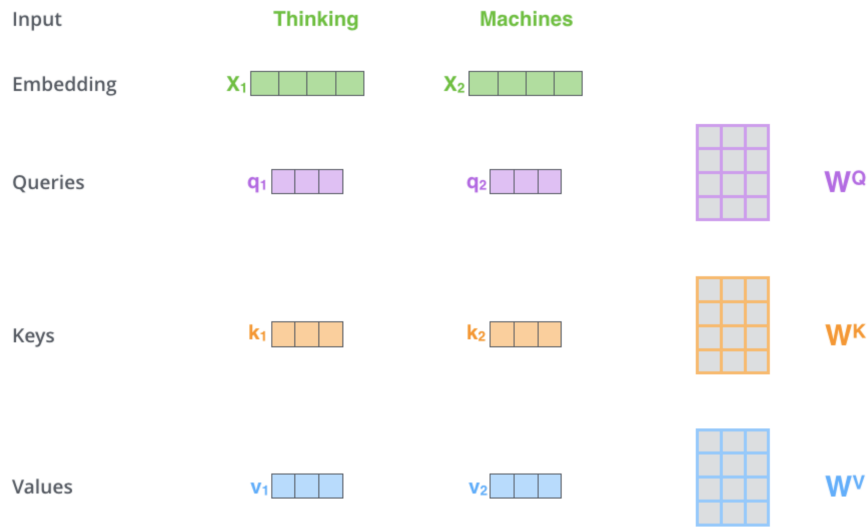 Input Thinking Machines
Embedding X1 X2
Queries q1 q2 WQ
Keys k1 k2 WK
Values v1 v2 WV